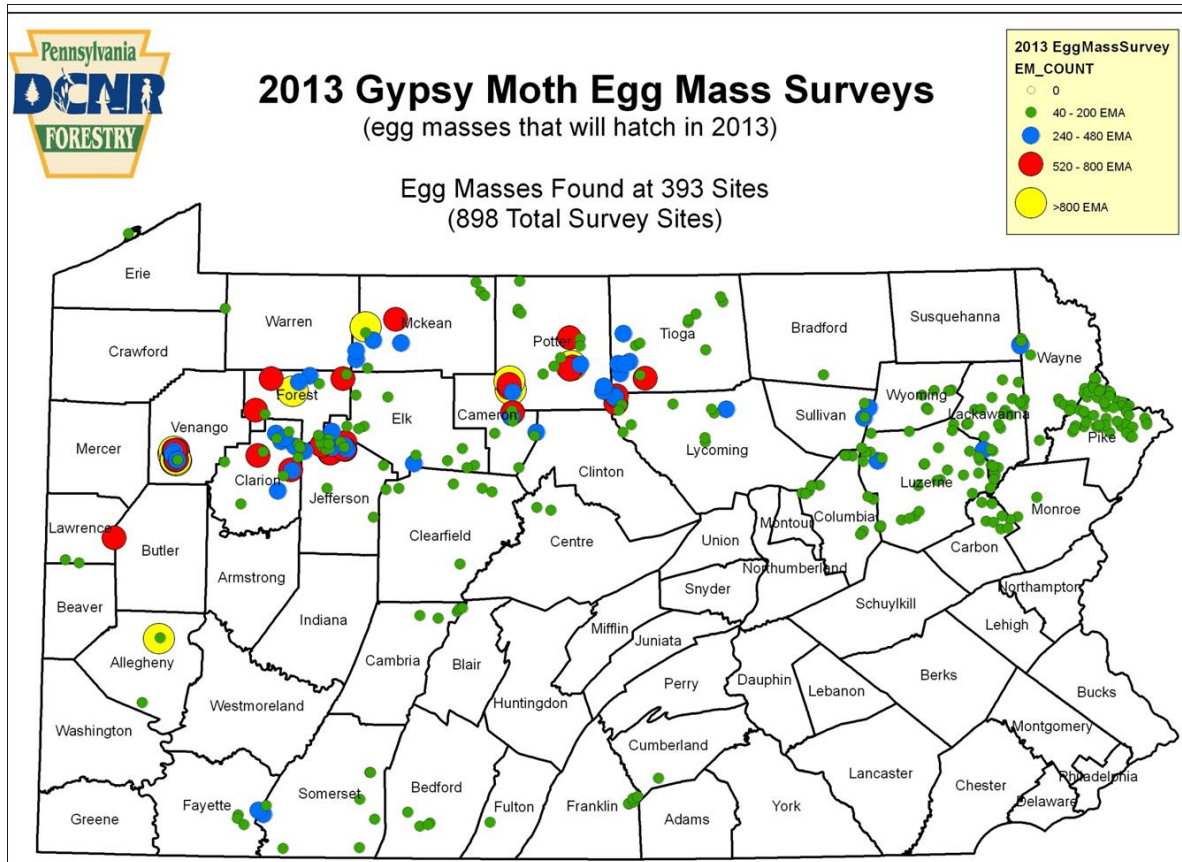 Pennsylvania
DCNR
FORESTRY
2013 Gypsy Moth Egg Mass Surveys
(egg masses that will hatch in 2013)
Egg Masses Found at 393 Sites
(898 Total Survey Sites)
2013 EggMassSurvey
EM_COUNT
0
40 - 200 EMA
240 - 480 EMA
520 - 800 EMA
>800 EMA
Erie
Warren
Mckean
Potter
Tioga
Bradford
Susquehanna
Wayne
Crawford
Forest
Elk
Cameron
Sullivan
Wyoming
Lackawanna
Pike
Mercer
Venango
Clarion
Jefferson
Clinton
Lycoming
Luzerne
Monroe
Lawrence
Butler
Armstrong
Clearfield
Centre
Union
Montour
Columbia
Carbon
Northumberland
Northampton
Beaver
Indiana
Snyder
Schuylkill
Lehigh
Allegheny
Cambria
Blair
Mifflin
Juniata
Perry
Dauphin
Lebanon
Berks
Bucks
Washington
Westmoreland
Huntingdon
Cumberland
Montgomery
Philadelphia
Greene
Fayette
Somerset
Bedford
Fulton
Franklin
Adams
York
Lancaster
Chester
Delaware